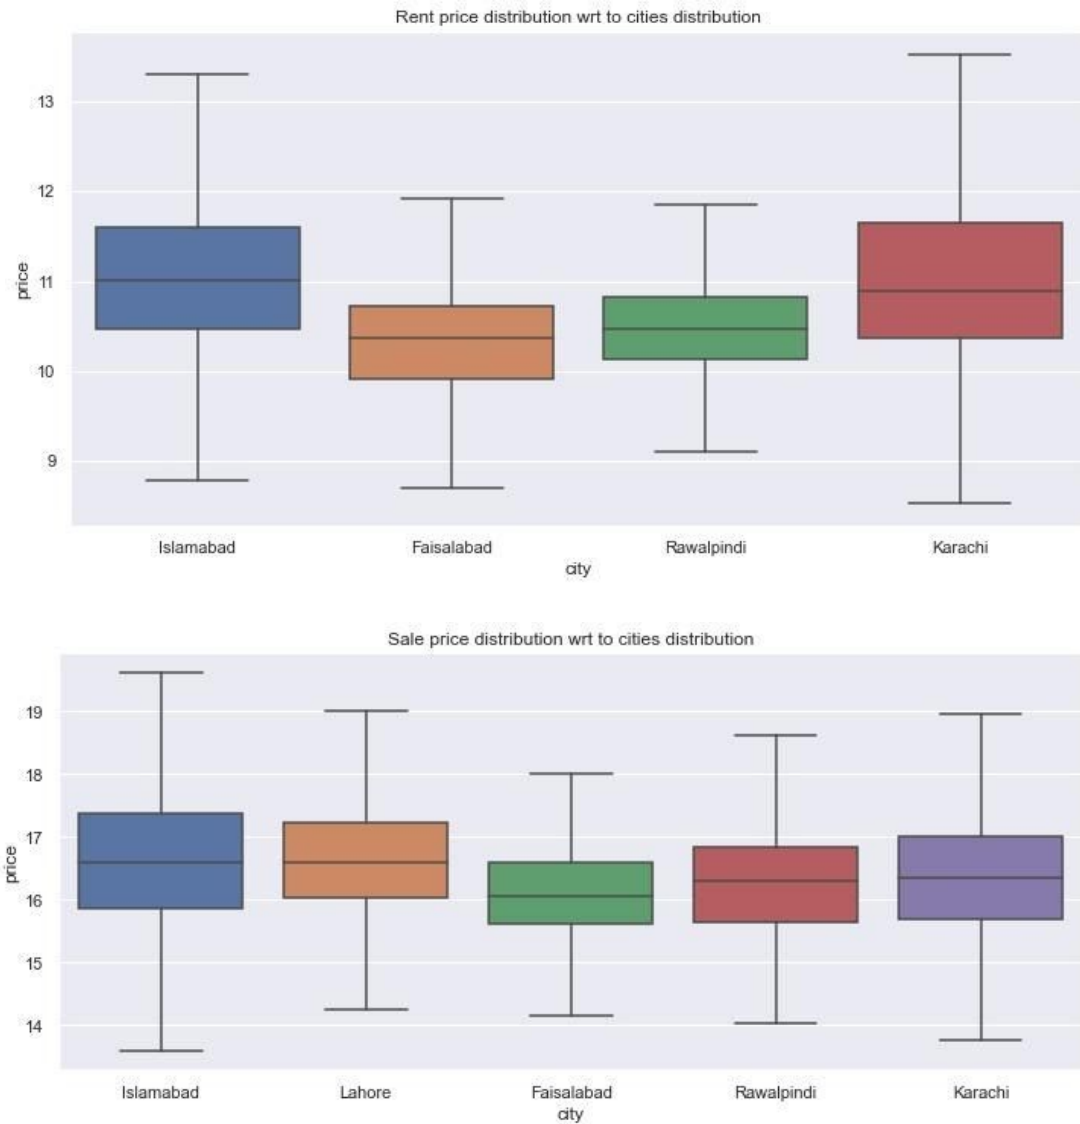 Rent price distribution wrt to cities distribution
13
12
11
10
9
price
Islamabad Faisalabad Rawalpindi Karachi
city
Sale price distribution wrt to cities distribution
19
18
17
16
15
14
price
Islamabad Lahore Faisalabad Rawalpindi Karachi
city